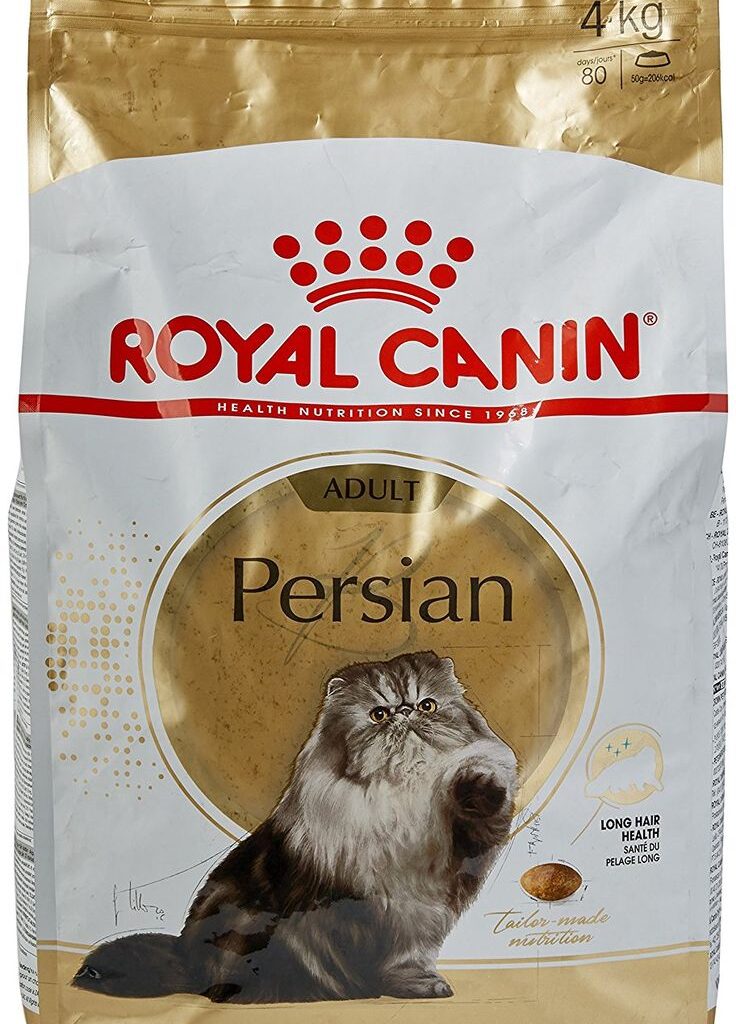 4 kg
days/jours*
80
50g=206kcal
ROYAL CANIN®
HEALTH NUTRITION SINCE 1968
ADULT
Persian
LONG HAIR
HEALTH
SANTÉ DU
PELAGE LONG
Tailor-made
nutrition